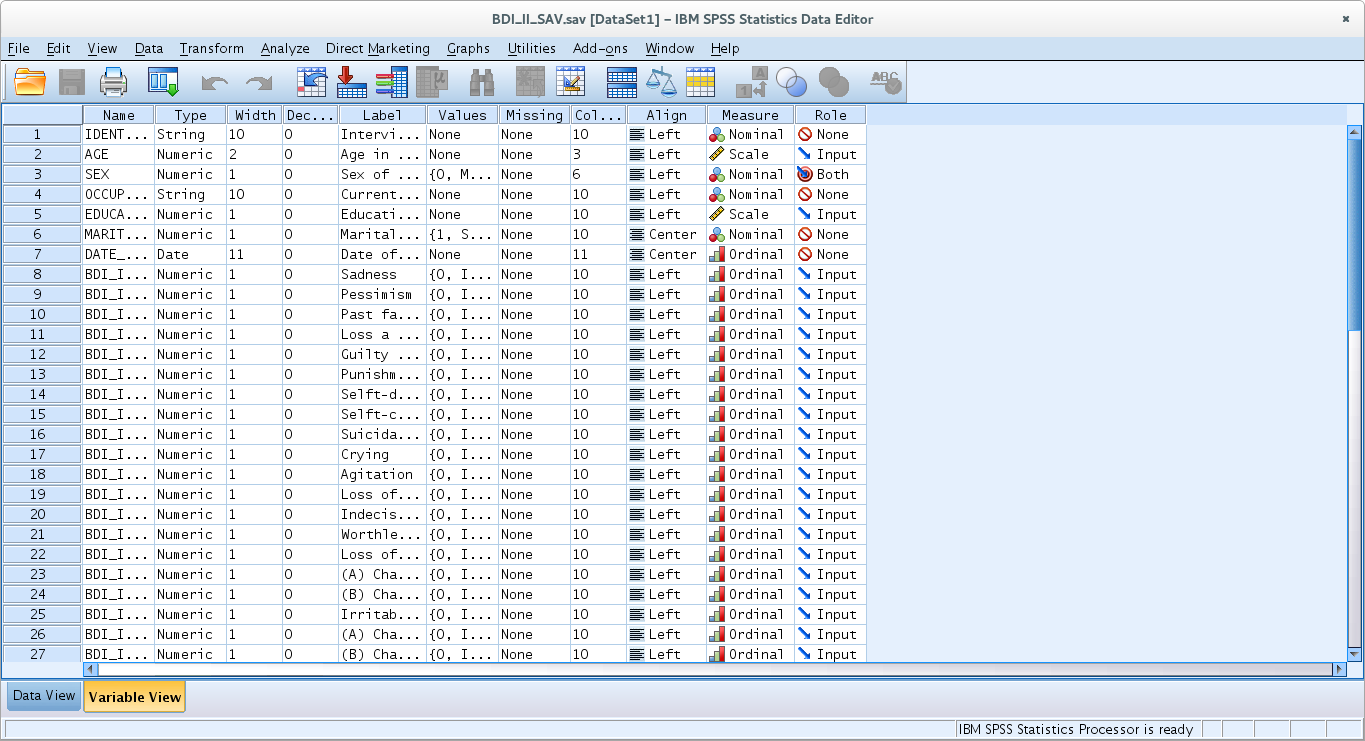 BDI_II_SAV.sav [DataSet1] – IBM SPSS Statistics Data Editor
File Edit View Data Transform Analyze Direct Marketing Graphs Utilities Add–ons Window Help
A
1 4
ABC
Name Type Width Dec... Label Values Missing Col... Align Measure Role
1 IDENT... String 10 0 Intervi... None None 10 Left Nominal None
2 AGE Numeric 2 0 Age in ... None None 3 Left Scale Input
3 SEX Numeric 1 0 Sex of ... {0, M... None 6 Left Nominal Both
4 OCCUP... String 10 0 Current... None None 10 Left Nominal None
5 EDUCA... Numeric 1 0 Educati... None None 10 Left Scale Input
6 MARIT... Numeric 1 0 Marital... {1, S... None 10 Center Nominal None
7 DATE_... Date 11 0 Date of... None None 11 Center Ordinal None
8 BDI_I... Numeric 1 0 Sadness {0, I... None 10 Left Ordinal Input
9 BDI_I... Numeric 1 0 Pessimism {0, I... None 10 Left Ordinal Input
10 BDI_I... Numeric 1 0 Past fa... {0, I... None 10 Left Ordinal Input
11 BDI_I... Numeric 1 0 Loss a ... {0, I... None 10 Left Ordinal Input
12 BDI_I... Numeric 1 0 Guilty ... {0, I... None 10 Left Ordinal Input
13 BDI_I... Numeric 1 0 Punishm... {0, I... None 10 Left Ordinal Input
14 BDI_I... Numeric 1 0 Selft-d... {0, I... None 10 Left Ordinal Input
15 BDI_I... Numeric 1 0 Selft-c... {0, I... None 10 Left Ordinal Input
16 BDI_I... Numeric 1 0 Suicida... {0, I... None 10 Left Ordinal Input
17 BDI_I... Numeric 1 0 Crying {0, I... None 10 Left Ordinal Input
18 BDI_I... Numeric 1 0 Agitation {0, I... None 10 Left Ordinal Input
19 BDI_I... Numeric 1 0 Loss of... {0, I... None 10 Left Ordinal Input
20 BDI_I... Numeric 1 0 Indecis... {0, I... None 10 Left Ordinal Input
21 BDI_I... Numeric 1 0 Worthle... {0, I... None 10 Left Ordinal Input
22 BDI_I... Numeric 1 0 Loss of... {0, I... None 10 Left Ordinal Input
23 BDI_I... Numeric 1 0 (A) Cha... {0, I... None 10 Left Ordinal Input
24 BDI_I... Numeric 1 0 (B) Cha... {0, I... None 10 Left Ordinal Input
25 BDI_I... Numeric 1 0 Irritab... {0, I... None 10 Left Ordinal Input
26 BDI_I... Numeric 1 0 (A) Cha... {0, I... None 10 Left Ordinal Input
27 BDI_I... Numeric 1 0 (B) Cha... {0, I... None 10 Left Ordinal Input
Data View Variable View
IBM SPSS Statistics Processor is ready